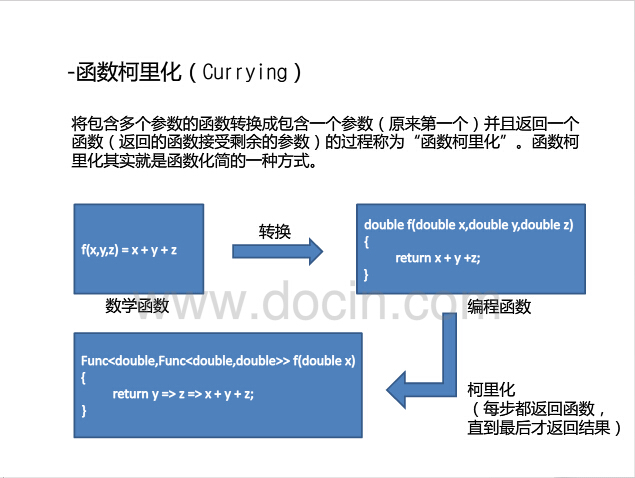 -函数柯里化（Currying）
将包含多个参数的函数转换成包含一个参数（原来第一个）并且返回一个
函数（返回的函数接受剩余的参数）的过程称为“函数柯里化”。函数柯
里化其实就是函数化简的一种方式。
f(x,y,z) = x + y + z
数学函数
转换
double f(double x,double y,double z)
{
return x + y +z;
}
编程函数
www.docin.com
柯里化
（每步都返回函数，
直到最后才返回结果）
Func<double,Func<double,double>> f(double x)
{
return y => z => x + y + z;
}